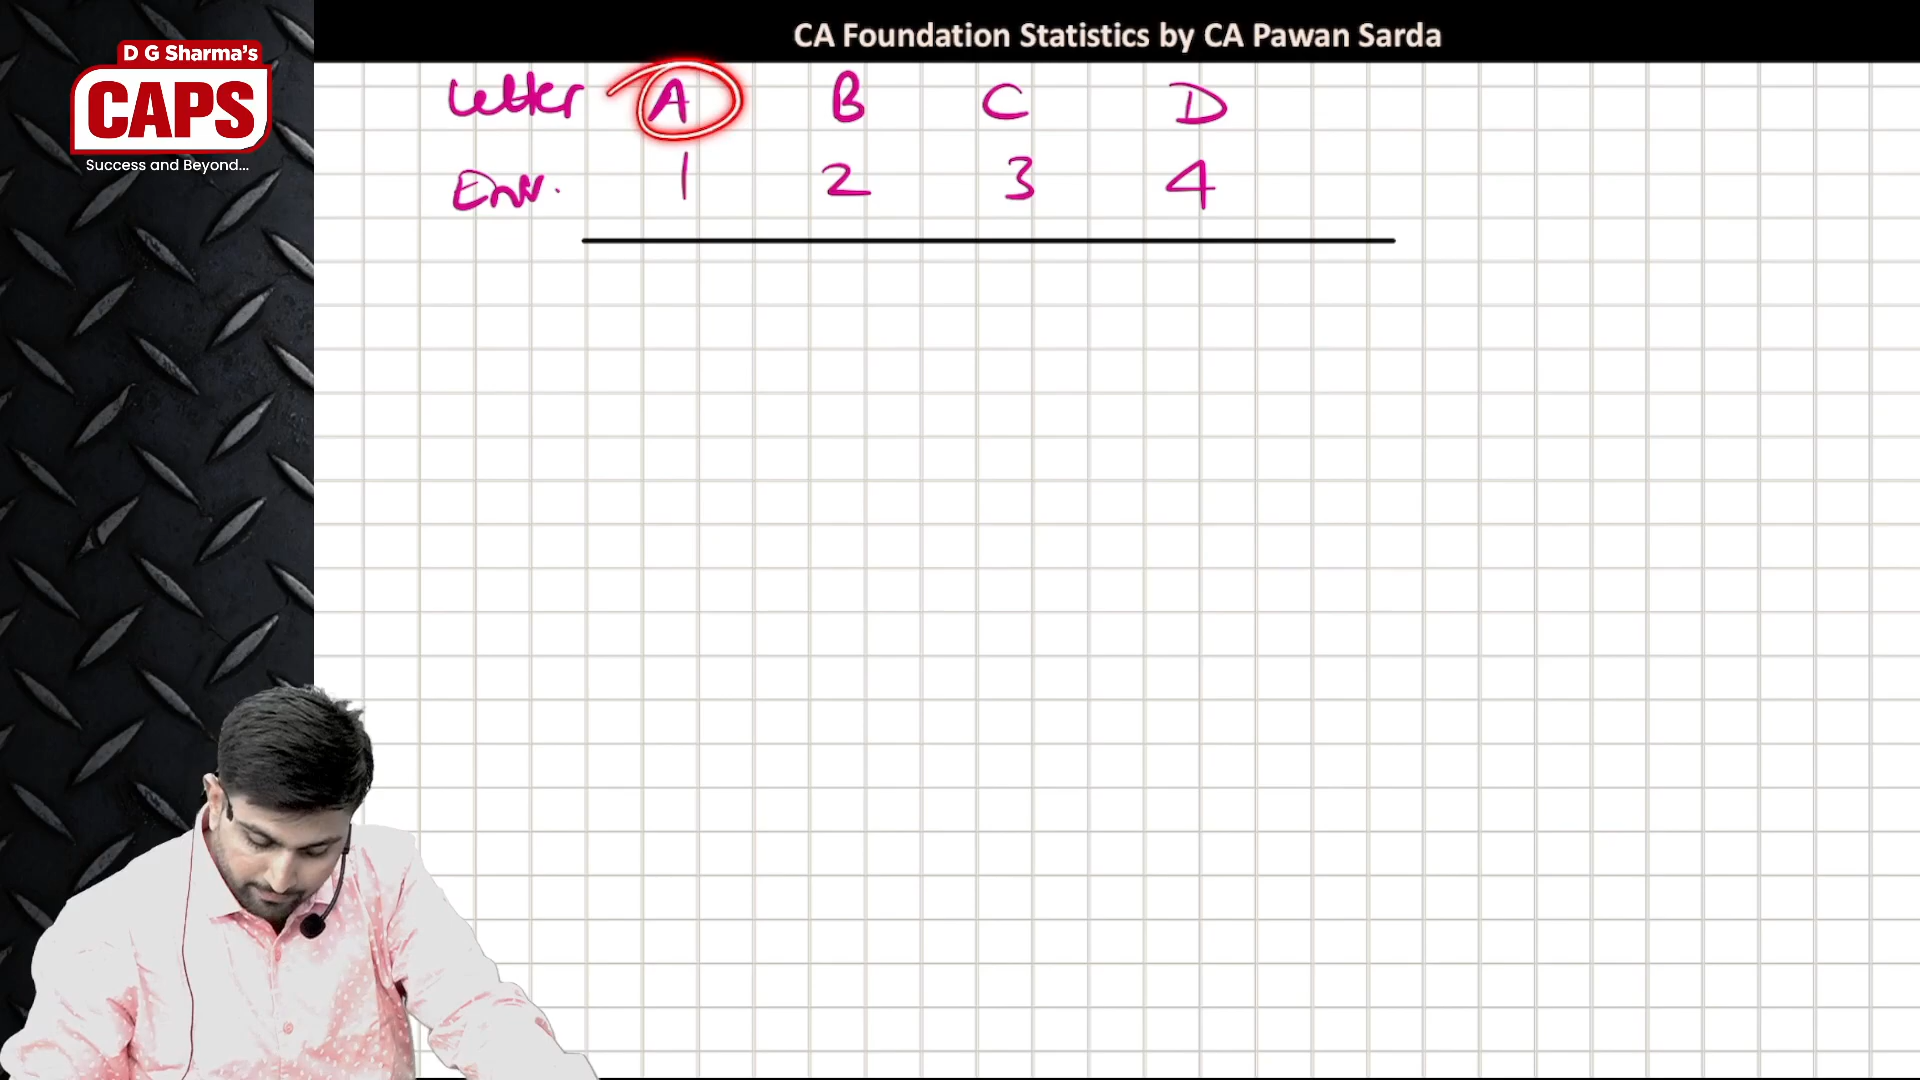 CA Foundation Statistics by CA Pawan Sarda
D G Sharma's
CAPS
Success and Beyond...
Letter A B C D
Env. 1 2 3 4